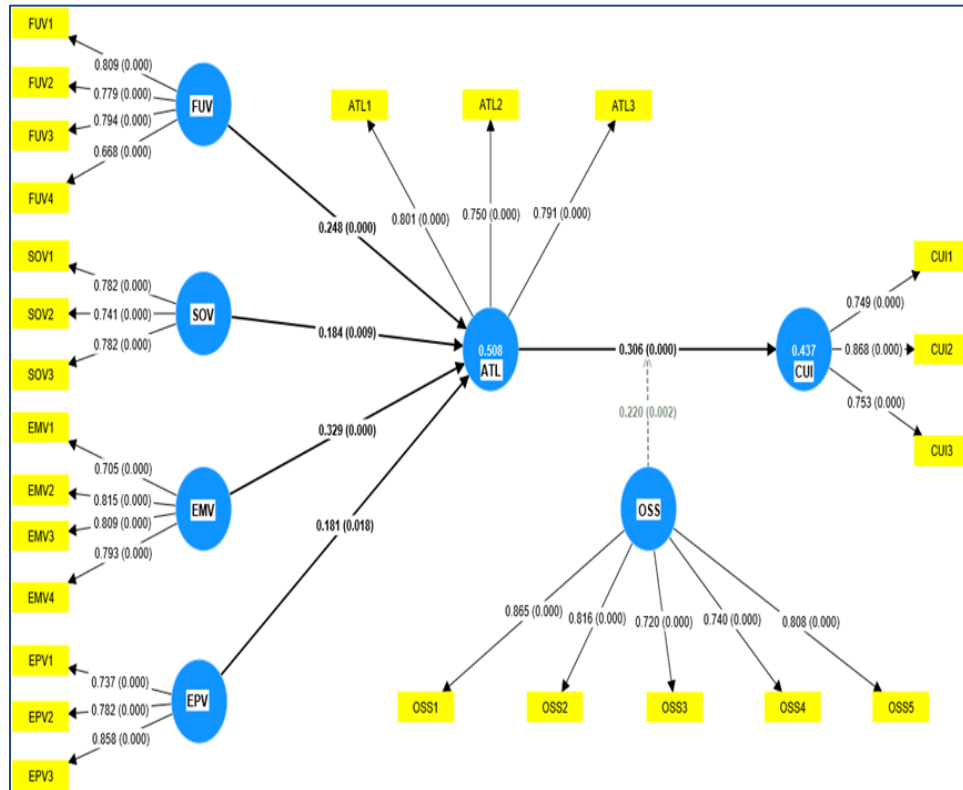 FUV1
0.809 (0.000)
FUV2
0.779 (0.000)
FUV
FUV3
0.794 (0.000)
0.668 (0.000)
FUV4
ATL1
ATL2
ATL3
0.801 (0.000)
0.750 (0.000)
0.791 (0.000)
0.248 (0.000)
SOV1
0.782 (0.000)
SOV2
0.741 (0.000)
SOV
0.782 (0.000)
SOV3
0.184 (0.009)
0.508
ATL
0.306 (0.000)
0.437
CUI
CUI1
0.749 (0.000)
0.868 (0.000)
CUI2
0.753 (0.000)
CUI3
0.220 (0.002)
EMV1
0.705 (0.000)
EMV2
0.815 (0.000)
EMV
EMV3
0.809 (0.000)
0.793 (0.000)
EMV4
0.329 (0.000)
0.181 (0.018)
OSS
0.865 (0.000)
0.816 (0.000)
0.720 (0.000)
0.740 (0.000)
0.808 (0.000)
OSS1
OSS2
OSS3
OSS4
OSS5
EPV1
0.737 (0.000)
EPV2
0.782 (0.000)
EPV
0.858 (0.000)
EPV3